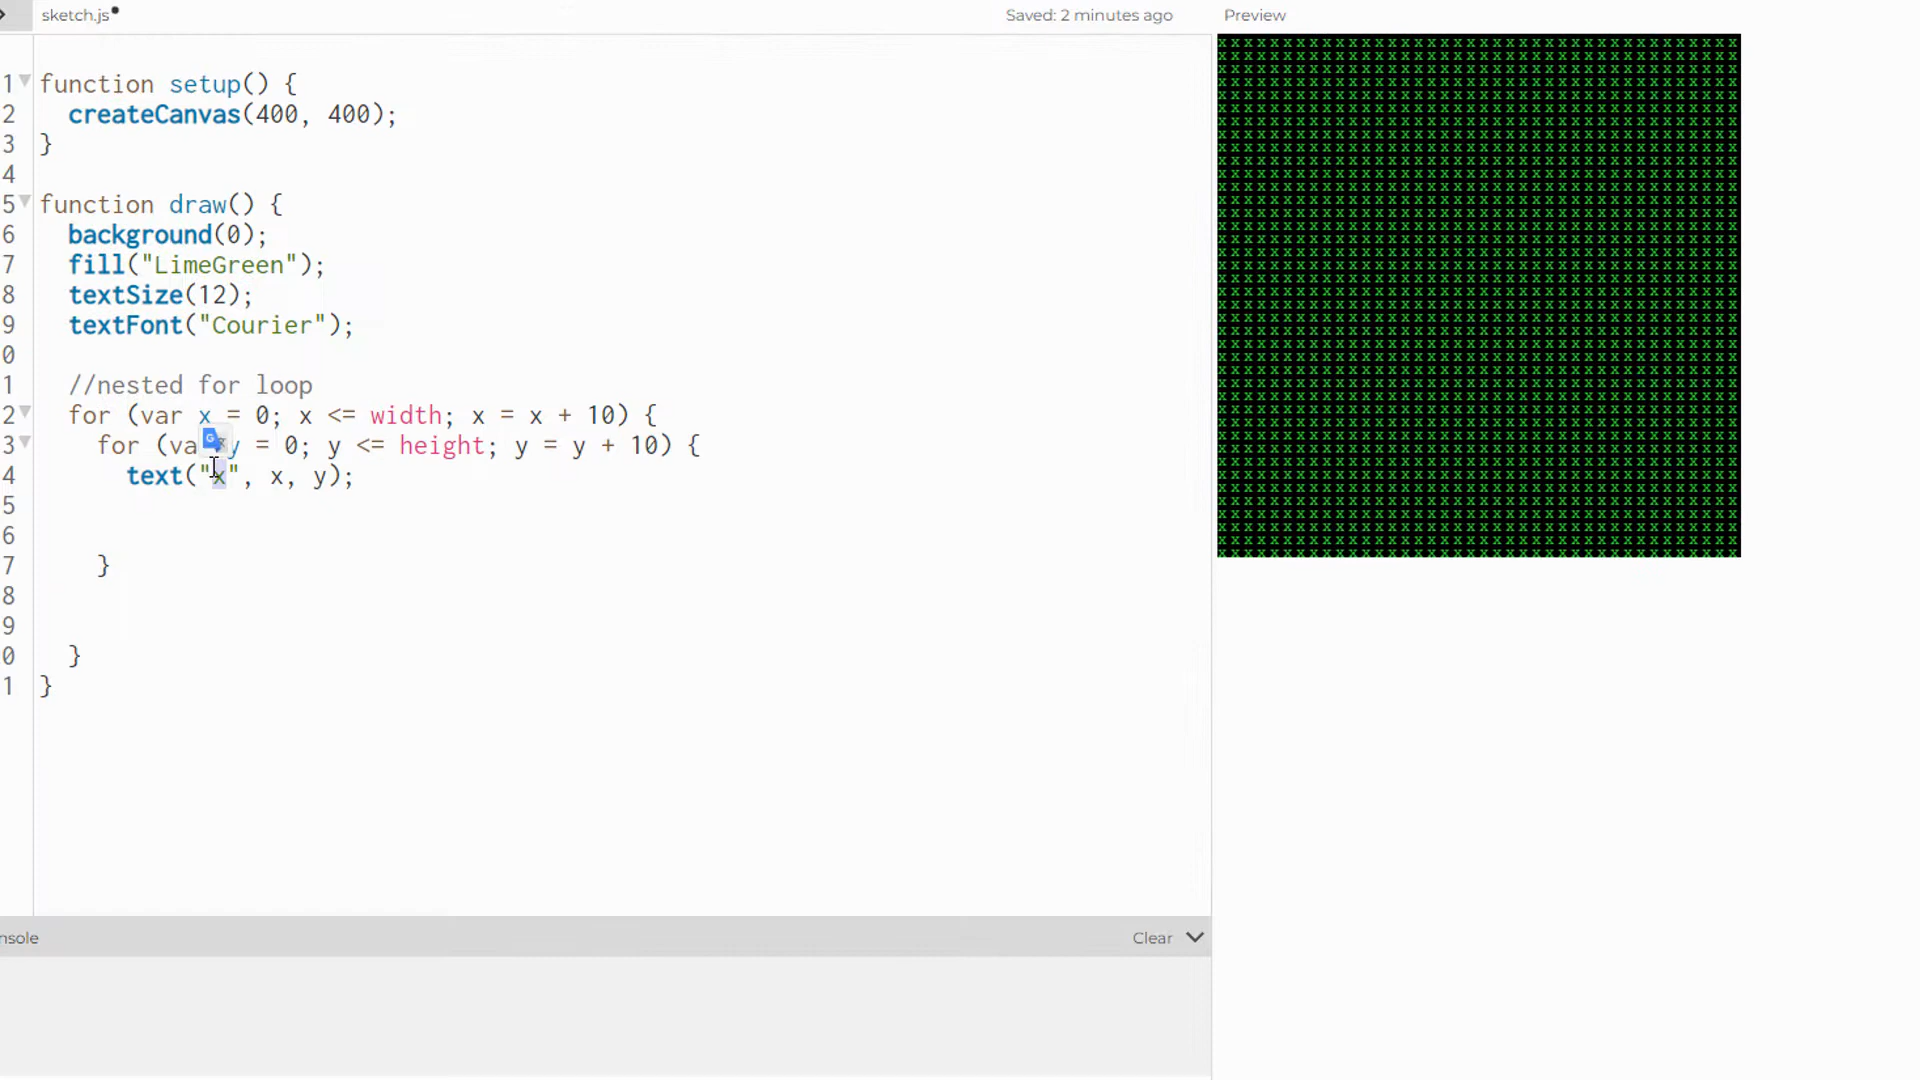 sketch.js
Saved: 2 minutes ago
Preview
1 function setup() {
2 createCanvas(400, 400);
3 }
4
5 function draw() {
6 background(0);
7 fill("LimeGreen");
8 textSize(12);
9 textFont("Courier");
0
1 //nested for loop
2 for (var x = 0; x <= width; x = x + 10) {
3 for (va y = 0; y <= height; y = y + 10) {
4 text("x", x, y);
5
6
7 }
8
9
0 }
1 }
nsole
Clear